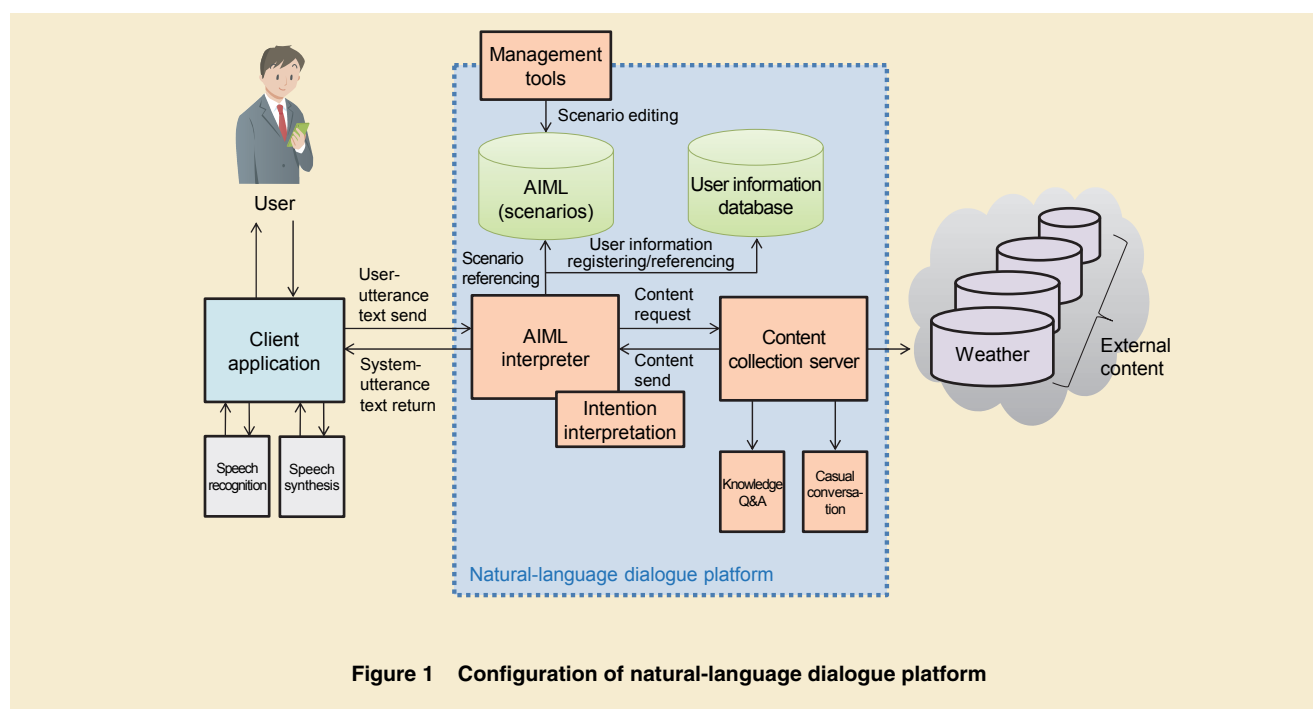 Management
tools
Scenario editing
AIML
(scenarios)
User information
database
User
Scenario
referencing
User information
registering/referencing
User-
utterance
text send
Content
request
Client
application
AIML
interpreter
Content
collection server
Weather
External
content
System-
utterance
text return
Content
send
Intention
interpretation
Speech
recognition
Speech
synthesis
Knowledge
Q&A
Casual
conversa-
tion
Natural-language dialogue platform
Figure 1 Configuration of natural-language dialogue platform